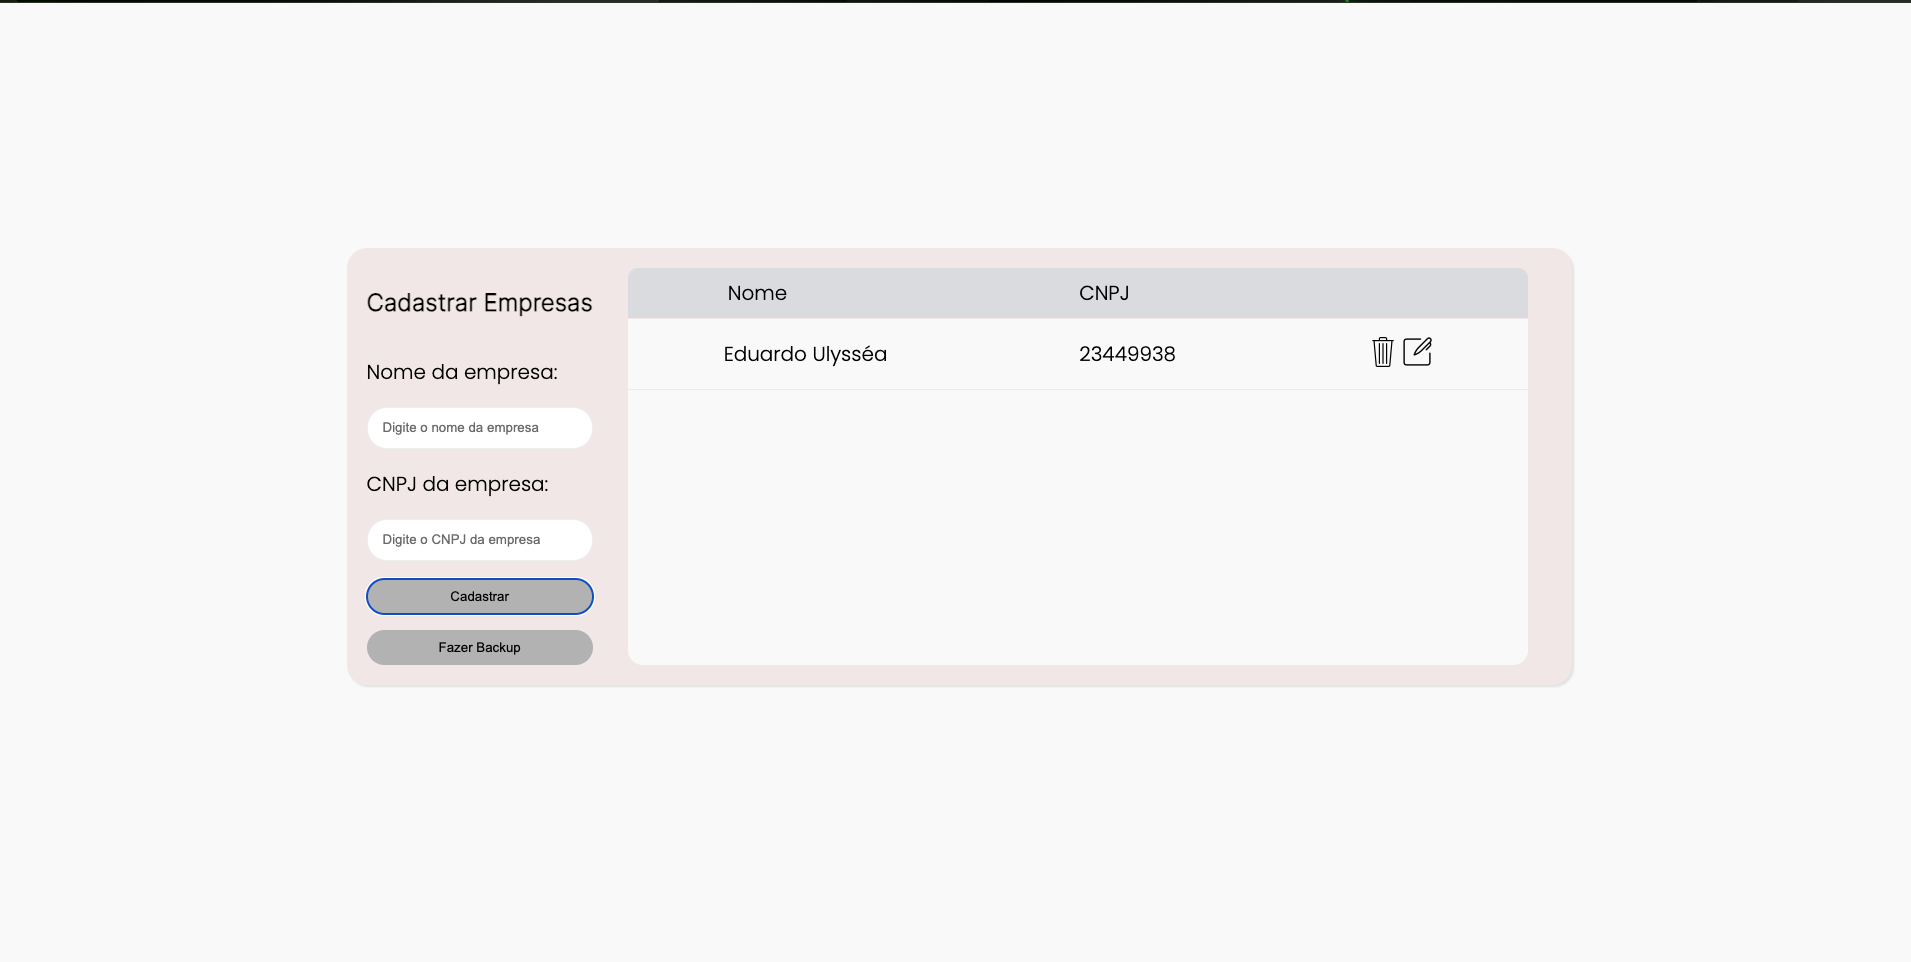 Cadastrar Empresas
Nome da empresa:
Digite o nome da empresa
CNPJ da empresa:
Digite o CNPJ da empresa
Cadastrar
Fazer Backup
Nome CNPJ
Eduardo Ulysséa 23449938